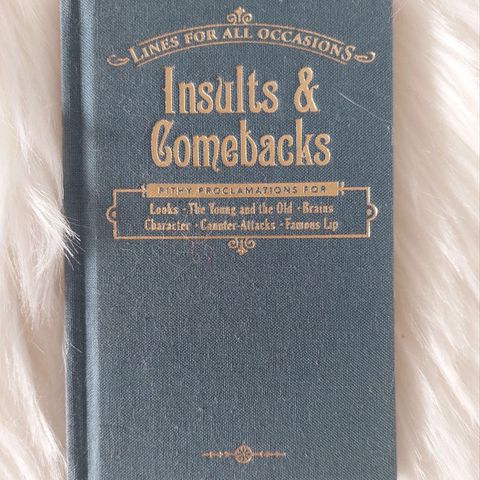 LINES FOR ALL OCCASIONS
Insults &
Comebacks
PITHY PROCLAMATIONS FOR
Looks • The Young and the Old • Brains
Character • Counter-Attacks • Famous Lip